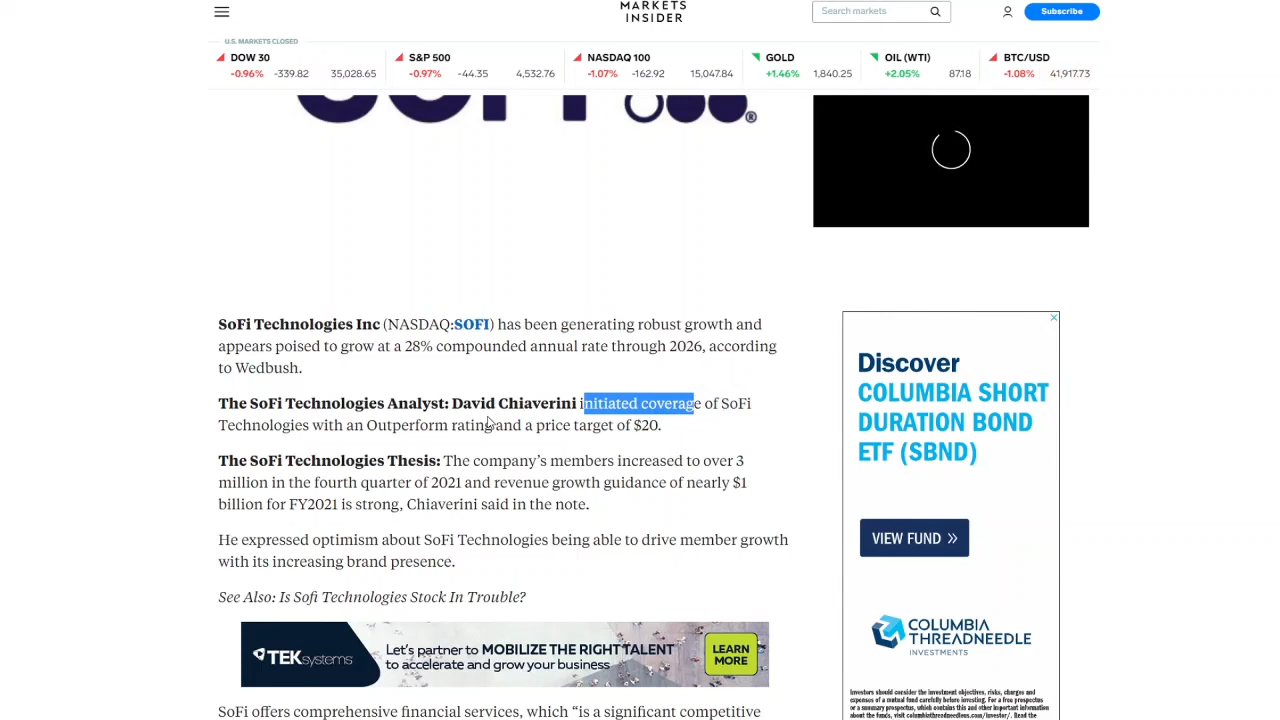 MARKETS
INSIDER
Search markets
Subscribe
U.S. MARKETS CLOSED
DOW 30
-0.96% -339.82 35,028.65
S&P 500
-0.97% -44.35 4,532.76
NASDAQ 100
-1.07% -162.92 15,047.84
GOLD
+1.46% 1,840.25
OIL (WTI)
+2.05% 87.18
BTC/USD
-1.08% 41,917.73
SoFi Technologies Inc (NASDAQ:SOFI) has been generating robust growth and
appears poised to grow at a 28% compounded annual rate through 2026, according
to Wedbush.
The SoFi Technologies Analyst: David Chiaverini initiated coverage of SoFi
Technologies with an Outperform rating and a price target of $20.
The SoFi Technologies Thesis: The company’s members increased to over 3
million in the fourth quarter of 2021 and revenue growth guidance of nearly $1
billion for FY2021 is strong, Chiaverini said in the note.
He expressed optimism about SoFi Technologies being able to drive member growth
with its increasing brand presence.
See Also: Is Sofi Technologies Stock In Trouble?
TEKsystems
Let's partner to MOBILIZE THE RIGHT TALENT
to accelerate and grow your business
LEARN
MORE
SoFi offers comprehensive financial services, which “is a significant competitive
Discover
COLUMBIA SHORT
DURATION BOND
ETF (SBND)
VIEW FUND »
COLUMBIA
THREADNEEDLE
INVESTMENTS
Investors should consider the investment objectives, risks, charges and
expenses of a mutual fund carefully before investing. For a free prospectus
or a summary prospectus, which contains this and other important information
about the funds, visit columbiathreadneedleus.com/investor/. Read the